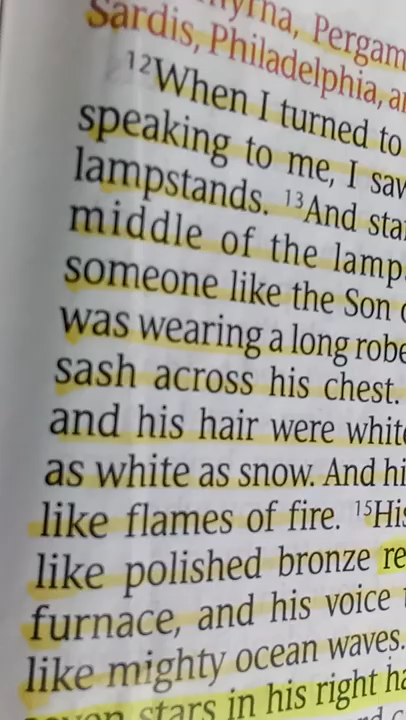 myrna, Pergam
Sardis, Philadelphia, a
12When I turned to
speaking to me, I sav
lampstands. 13And sta
middle of the lamp
someone like the Son
was wearing a long robe
sash across his chest.
and his hair were white
as white as snow. And hi
like flames of fire. 15His
like polished bronze re
furnace, and his voice
like mighty ocean waves.
stars in his right ha